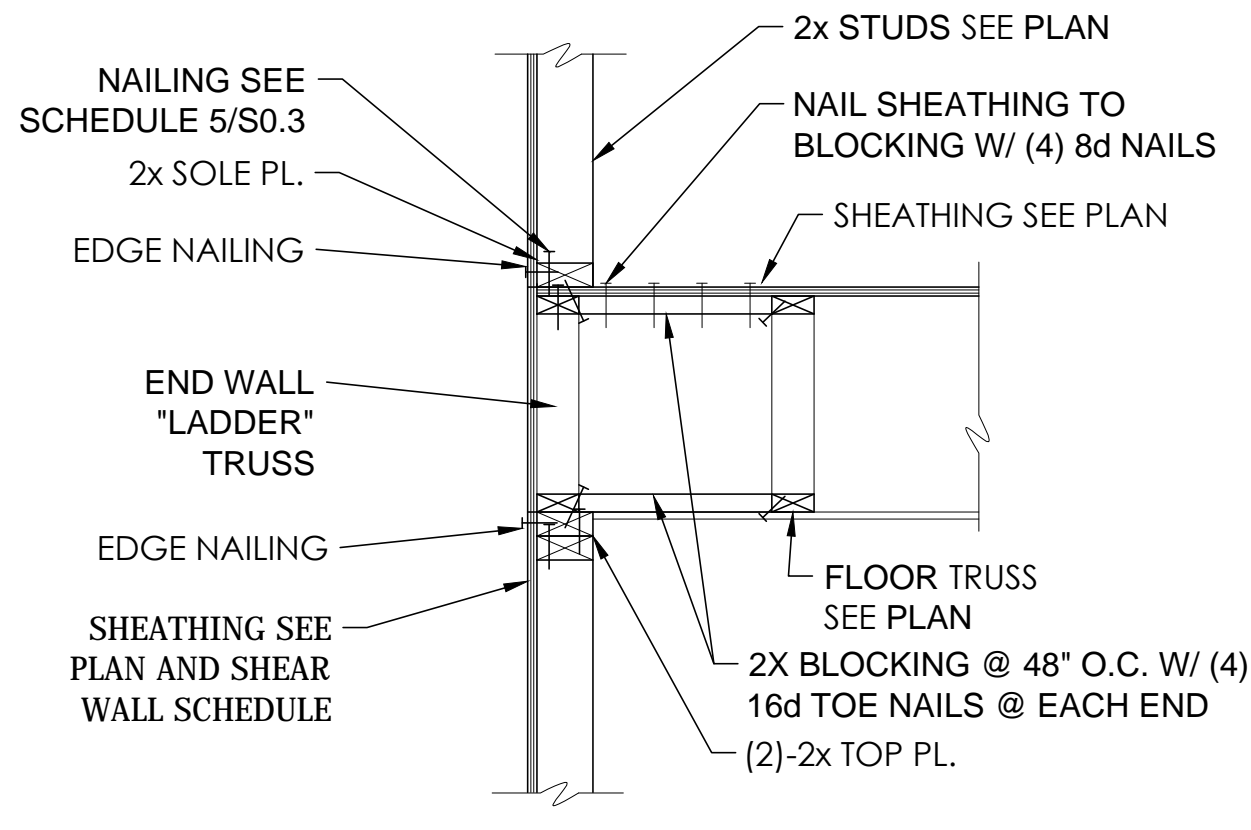 2x STUDS SEE PLAN
NAILING SEE
SCHEDULE 5/S0.3
NAIL SHEATHING TO
BLOCKING W/ (4) 8d NAILS
2x SOLE PL.
SHEATHING SEE PLAN
EDGE NAILING
END WALL
"LADDER"
TRUSS
EDGE NAILING
FLOOR TRUSS
SEE PLAN
SHEATHING SEE
PLAN AND SHEAR
WALL SCHEDULE
2X BLOCKING @ 48" O.C. W/ (4)
16d TOE NAILS @ EACH END
(2)-2x TOP PL.